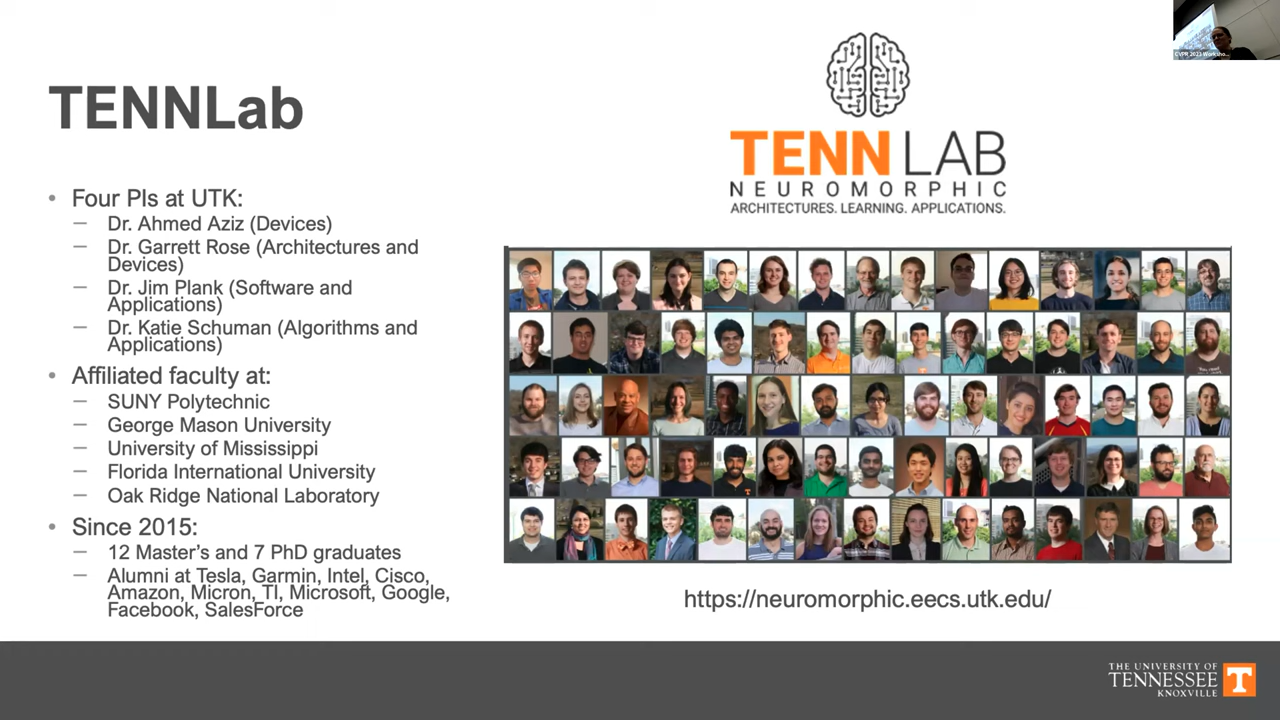 TENNLab
• Four PIs at UTK:
– Dr. Ahmed Aziz (Devices)
– Dr. Garrett Rose (Architectures and
Devices)
– Dr. Jim Plank (Software and
Applications)
– Dr. Katie Schuman (Algorithms and
Applications)
• Affiliated faculty at:
– SUNY Polytechnic
– George Mason University
– University of Mississippi
– Florida International University
– Oak Ridge National Laboratory
• Since 2015:
– 12 Master’s and 7 PhD graduates
– Alumni at Tesla, Garmin, Intel, Cisco,
Amazon, Micron, TI, Microsoft, Google,
Facebook, SalesForce
TENN LAB
NEUROMORPHIC
ARCHITECTURES. LEARNING. APPLICATIONS.
https://neuromorphic.eecs.utk.edu/
CVPR 2023 Worksho...
THE UNIVERSITY OF
TENNESSEE
KNOXVILLE
T